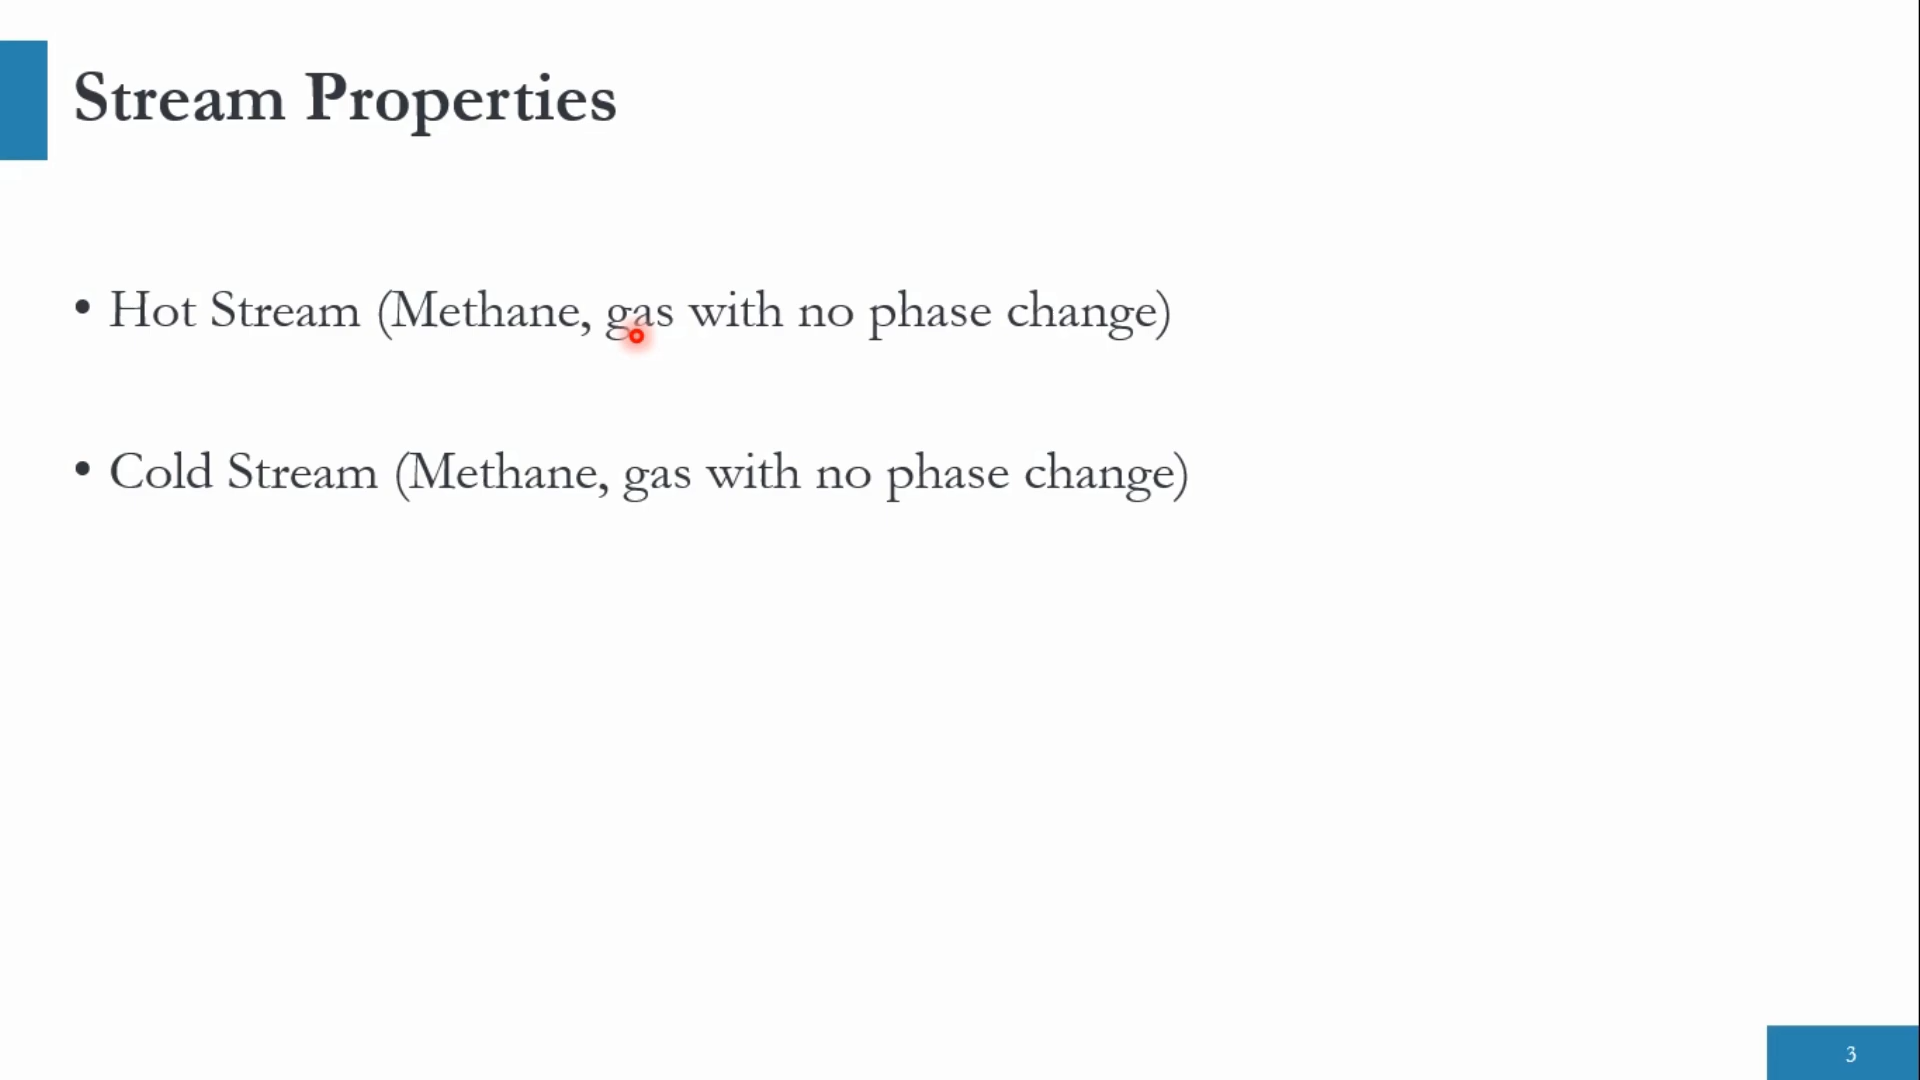 Stream Properties
• Hot Stream (Methane, gas with no phase change)
• Cold Stream (Methane, gas with no phase change)
3